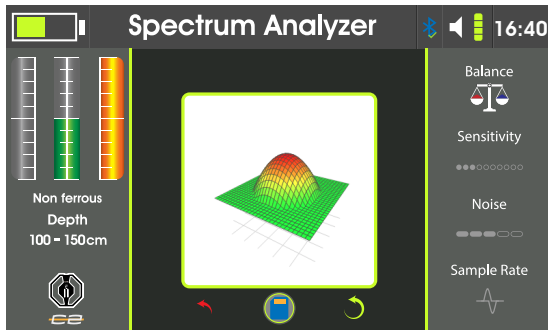 Spectrum Analyzer
16:40
Balance
Sensitivity
Noise
Sample Rate
Non ferrous
Depth
100 - 150cm